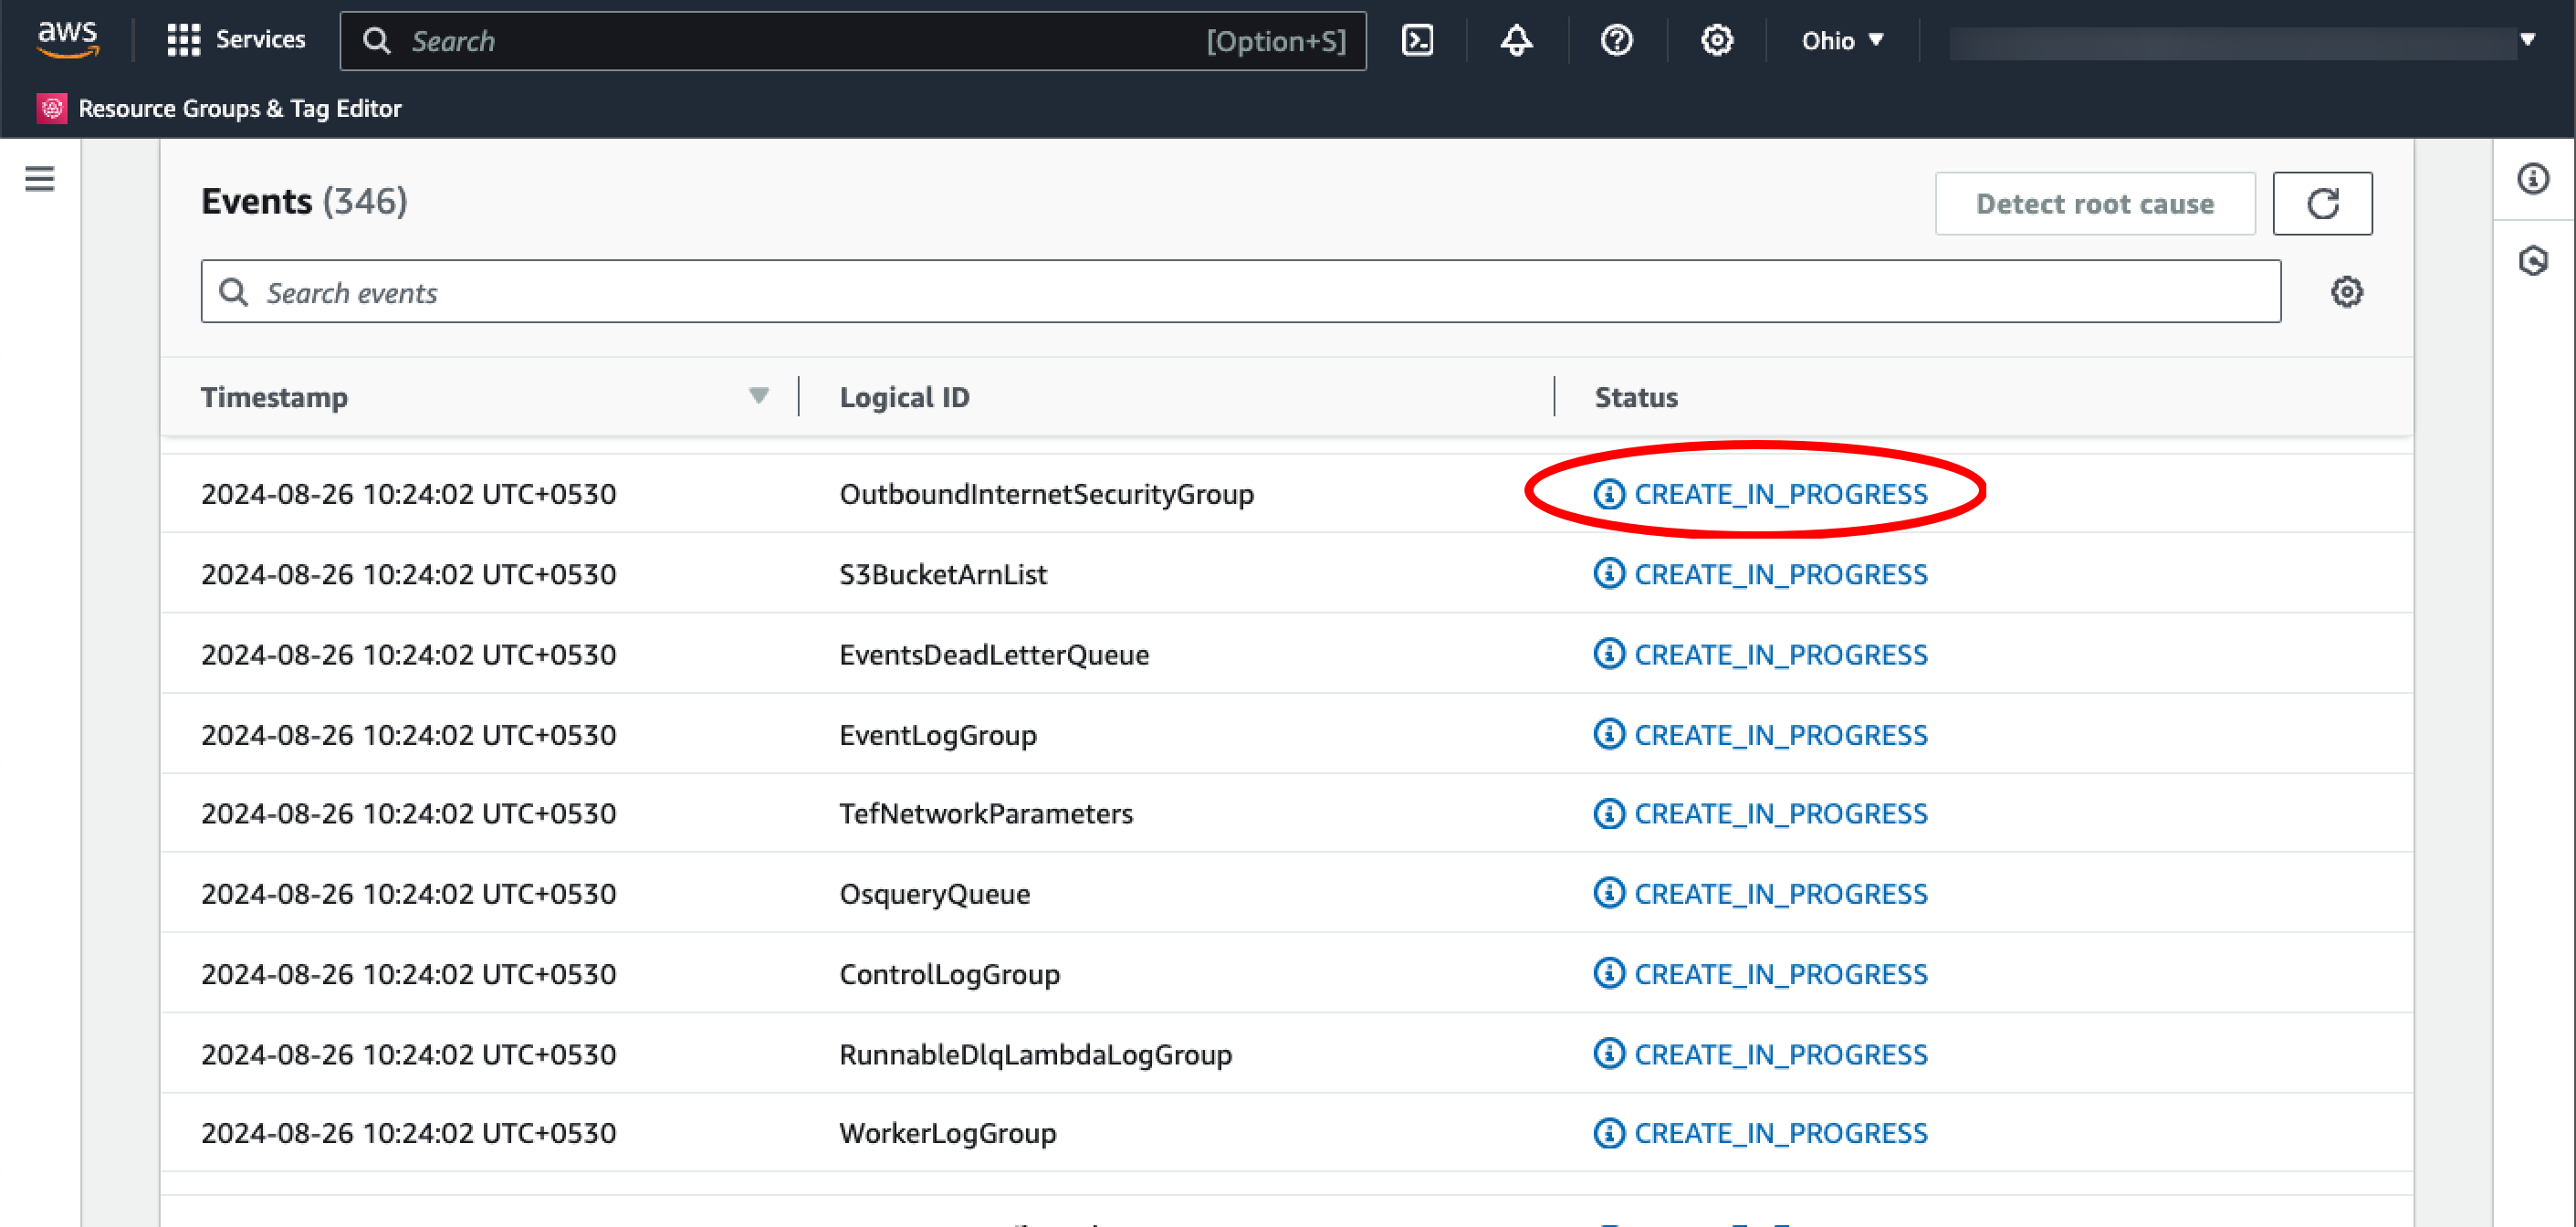 aws Services Search [Option+S] Ohio
Resource Groups & Tag Editor
Events (346) Detect root cause
Search events
Timestamp Logical ID Status
2024-08-26 10:24:02 UTC+0530 OutboundInternetSecurityGroup CREATE_IN_PROGRESS
2024-08-26 10:24:02 UTC+0530 S3BucketArnList CREATE_IN_PROGRESS
2024-08-26 10:24:02 UTC+0530 EventsDeadLetterQueue CREATE_IN_PROGRESS
2024-08-26 10:24:02 UTC+0530 EventLogGroup CREATE_IN_PROGRESS
2024-08-26 10:24:02 UTC+0530 TefNetworkParameters CREATE_IN_PROGRESS
2024-08-26 10:24:02 UTC+0530 OsqueryQueue CREATE_IN_PROGRESS
2024-08-26 10:24:02 UTC+0530 ControlLogGroup CREATE_IN_PROGRESS
2024-08-26 10:24:02 UTC+0530 RunnableDlqLambdaLogGroup CREATE_IN_PROGRESS
2024-08-26 10:24:02 UTC+0530 WorkerLogGroup CREATE_IN_PROGRESS